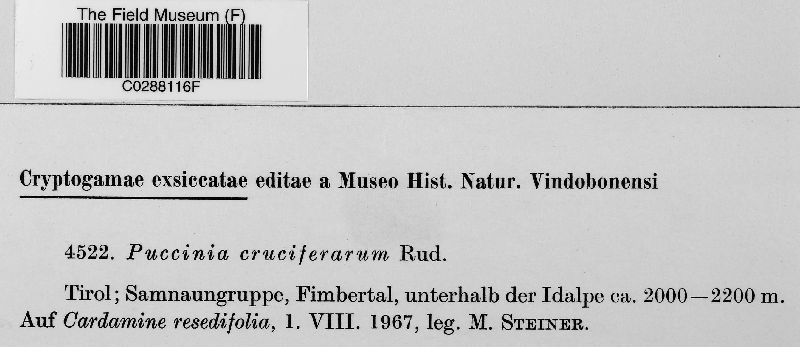 The Field Museum (F)
C0288116F
Cryptogamae exsiccatae editae a Museo Hist. Natur. Vindobonensi
4522. Puccinia cruciferarum Rud.
Tirol; Samnaungruppe, Fimbertal, unterhalb der Idalpe ca. 2000—2200 m.
Auf Cardamine resedifolia, 1. VIII. 1967, leg. M. STEINER.